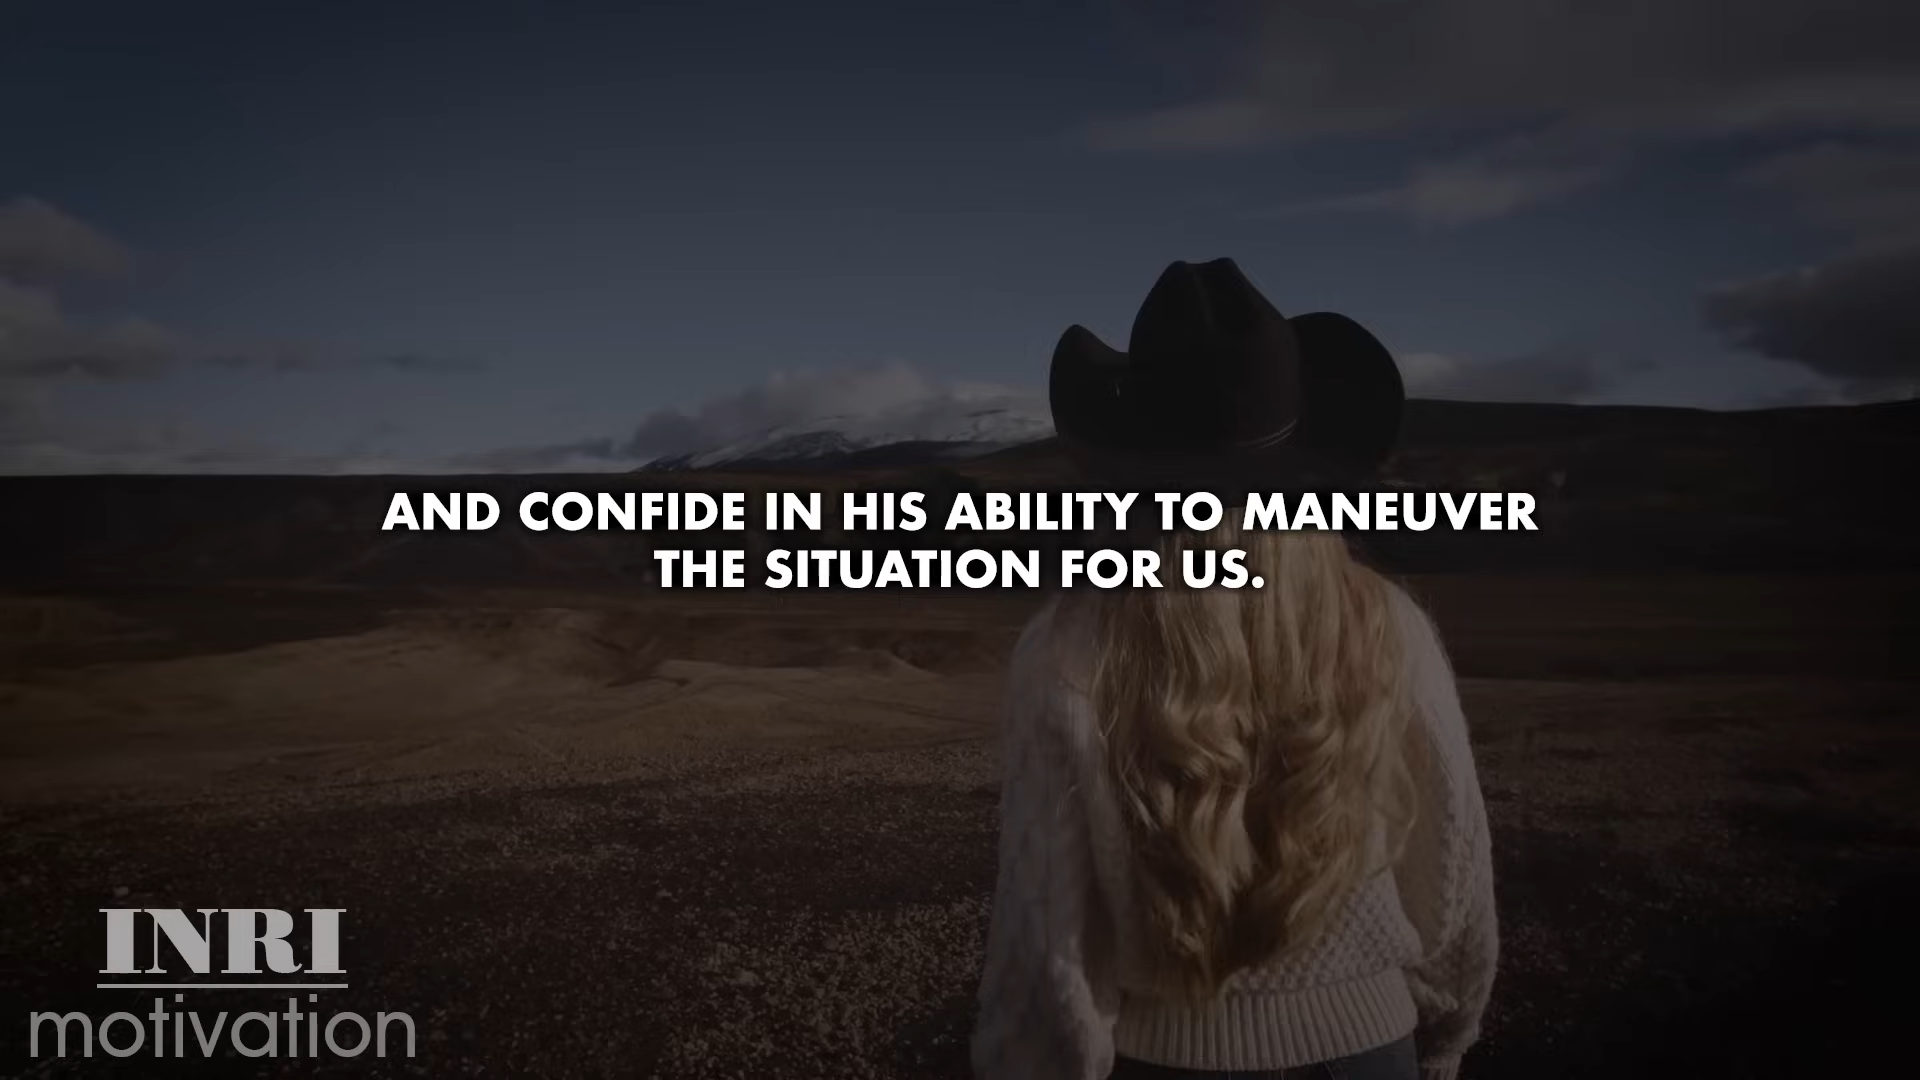 AND CONFIDE IN HIS ABILITY TO MANEUVER
THE SITUATION FOR US.
INRI
motivation